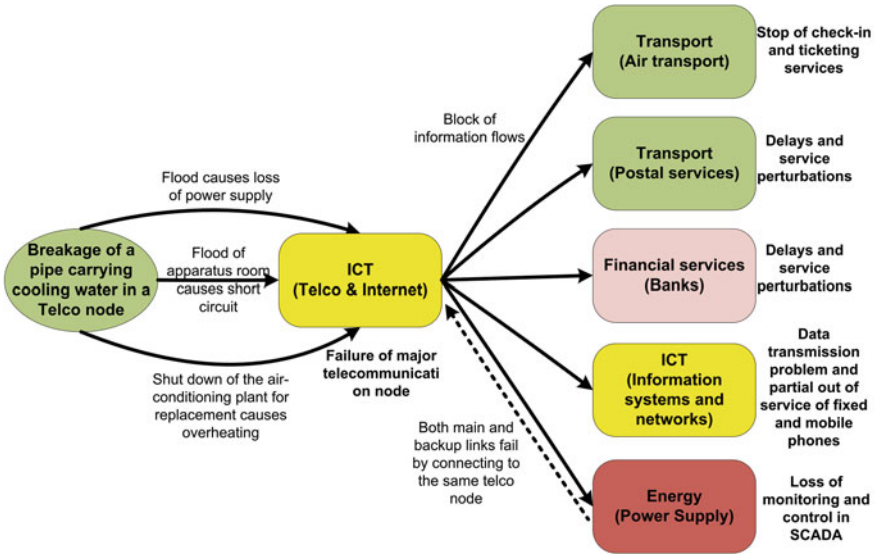 Breakage of a
pipe carrying
cooling water in a
Telco node
Flood causes loss
of power supply
Flood of
apparatus room
causes short
circuit
Shut down of the air-
conditioning plant for
replacement causes
overheating
ICT
(Telco & Internet)
Failure of major
telecommunicati
on node
Block of
information flows
Both main and
backup links fail
by connecting to
the same telco
node
Transport
(Air transport)
Stop of check-in
and ticketing
services
Transport
(Postal services)
Delays and
service
perturbations
Financial services
(Banks)
Delays and
service
perturbations
ICT
(Information
systems and
networks)
Data
transmission
problem and
partial out of
service of fixed
and mobile
phones
Energy
(Power Supply)
Loss of
monitoring and
control in
SCADA